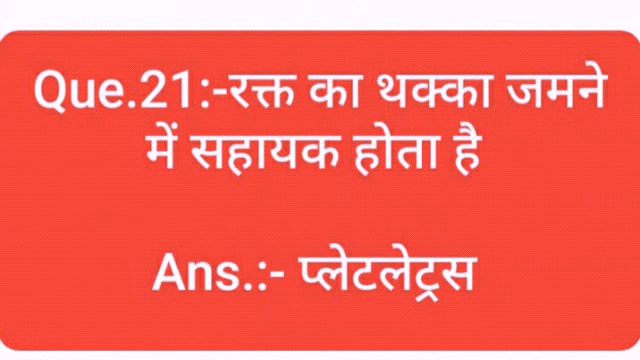 Que.21:-रक्त का थक्का जमने
में सहायक होता है
Ans.:- प्लेटलेट्रस